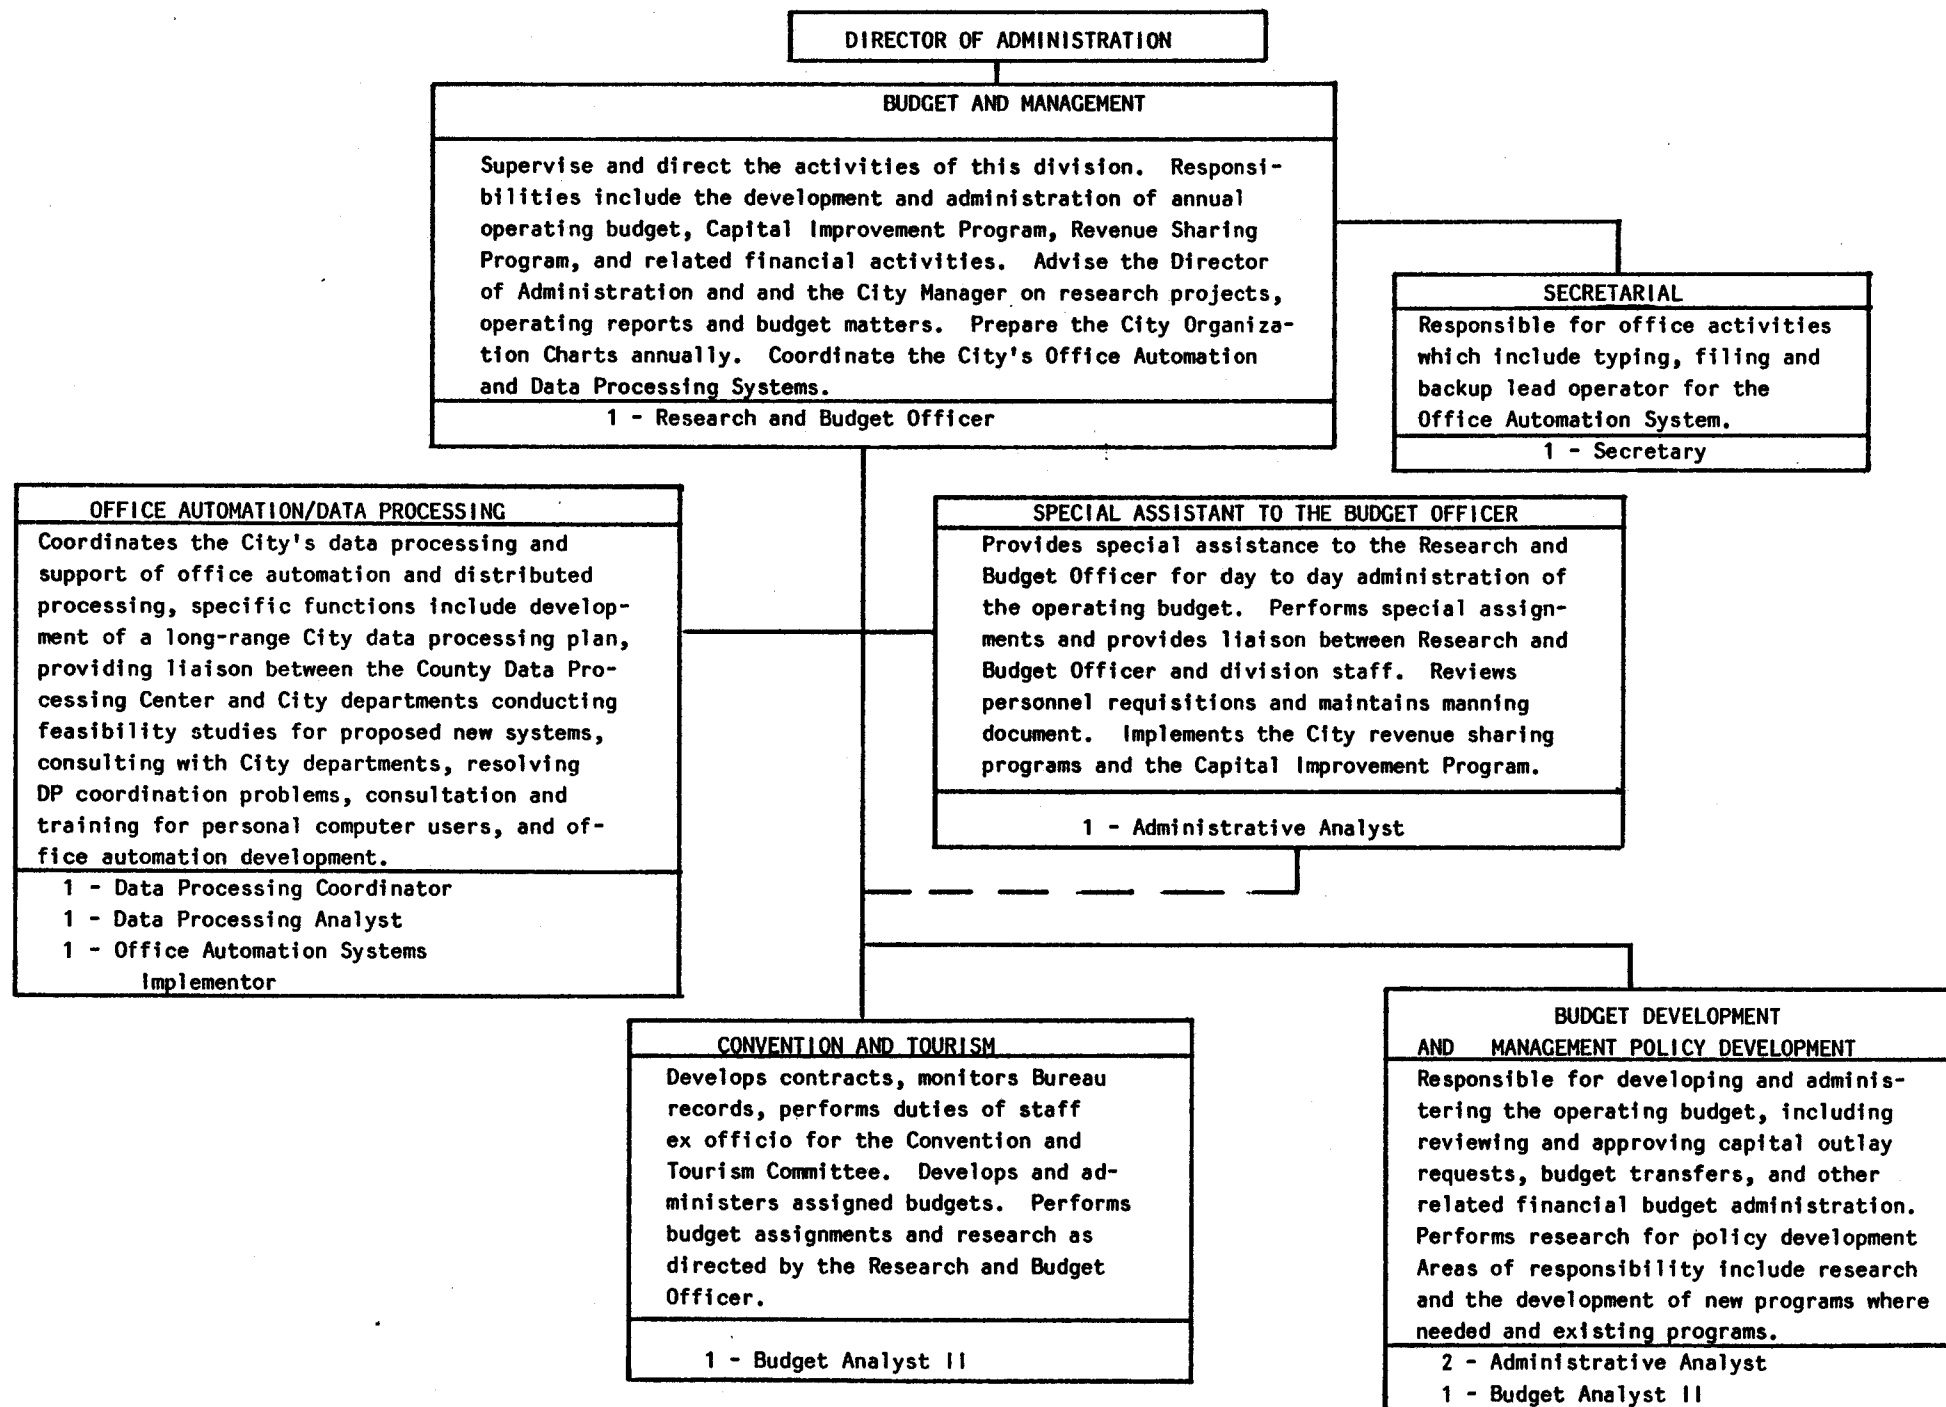 DIRECTOR OF ADMINISTRATION
BUDGET AND MANAGEMENT
Supervise and direct the activities of this division. Responsi-
bilities include the development and administration of annual
operating budget, Capital Improvement Program, Revenue Sharing
Program, and related financial activities. Advise the Director
of Administration and and the City Manager on research projects,
operating reports and budget matters. Prepare the City Organiza-
tion Charts annually. Coordinate the City's Office Automation
and Data Processing Systems.
1 - Research and Budget Officer
SECRETARIAL
Responsible for office activities
which include typing, filing and
backup lead operator for the
Office Automation System.
1 - Secretary
OFFICE AUTOMATION/DATA PROCESSING
Coordinates the City's data processing and
support of office automation and distributed
processing, specific functions include develop-
ment of a long-range City data processing plan,
providing liaison between the County Data Pro-
cessing Center and City departments conducting
feasibility studies for proposed new systems,
consulting with City departments, resolving
DP coordination problems, consultation and
training for personal computer users, and of-
fice automation development.
1 - Data Processing Coordinator
1 - Data Processing Analyst
1 - Office Automation Systems
Implementor
SPECIAL ASSISTANT TO THE BUDGET OFFICER
Provides special assistance to the Research and
Budget Officer for day to day administration of
the operating budget. Performs special assign-
ments and provides liaison between Research and
Budget Officer and division staff. Reviews
personnel requisitions and maintains manning
document. Implements the City revenue sharing
programs and the Capital Improvement Program.
1 - Administrative Analyst
CONVENTION AND TOURISM
Develops contracts, monitors Bureau
records, performs duties of staff
ex officio for the Convention and
Tourism Committee. Develops and ad-
ministers assigned budgets. Performs
budget assignments and research as
directed by the Research and Budget
Officer.
1 - Budget Analyst II
BUDGET DEVELOPMENT
AND MANAGEMENT POLICY DEVELOPMENT
Responsible for developing and adminis-
tering the operating budget, including
reviewing and approving capital outlay
requests, budget transfers, and other
related financial budget administration.
Performs research for policy development
Areas of responsibility include research
and the development of new programs where
needed and existing programs.
2 - Administrative Analyst
1 - Budget Analyst II